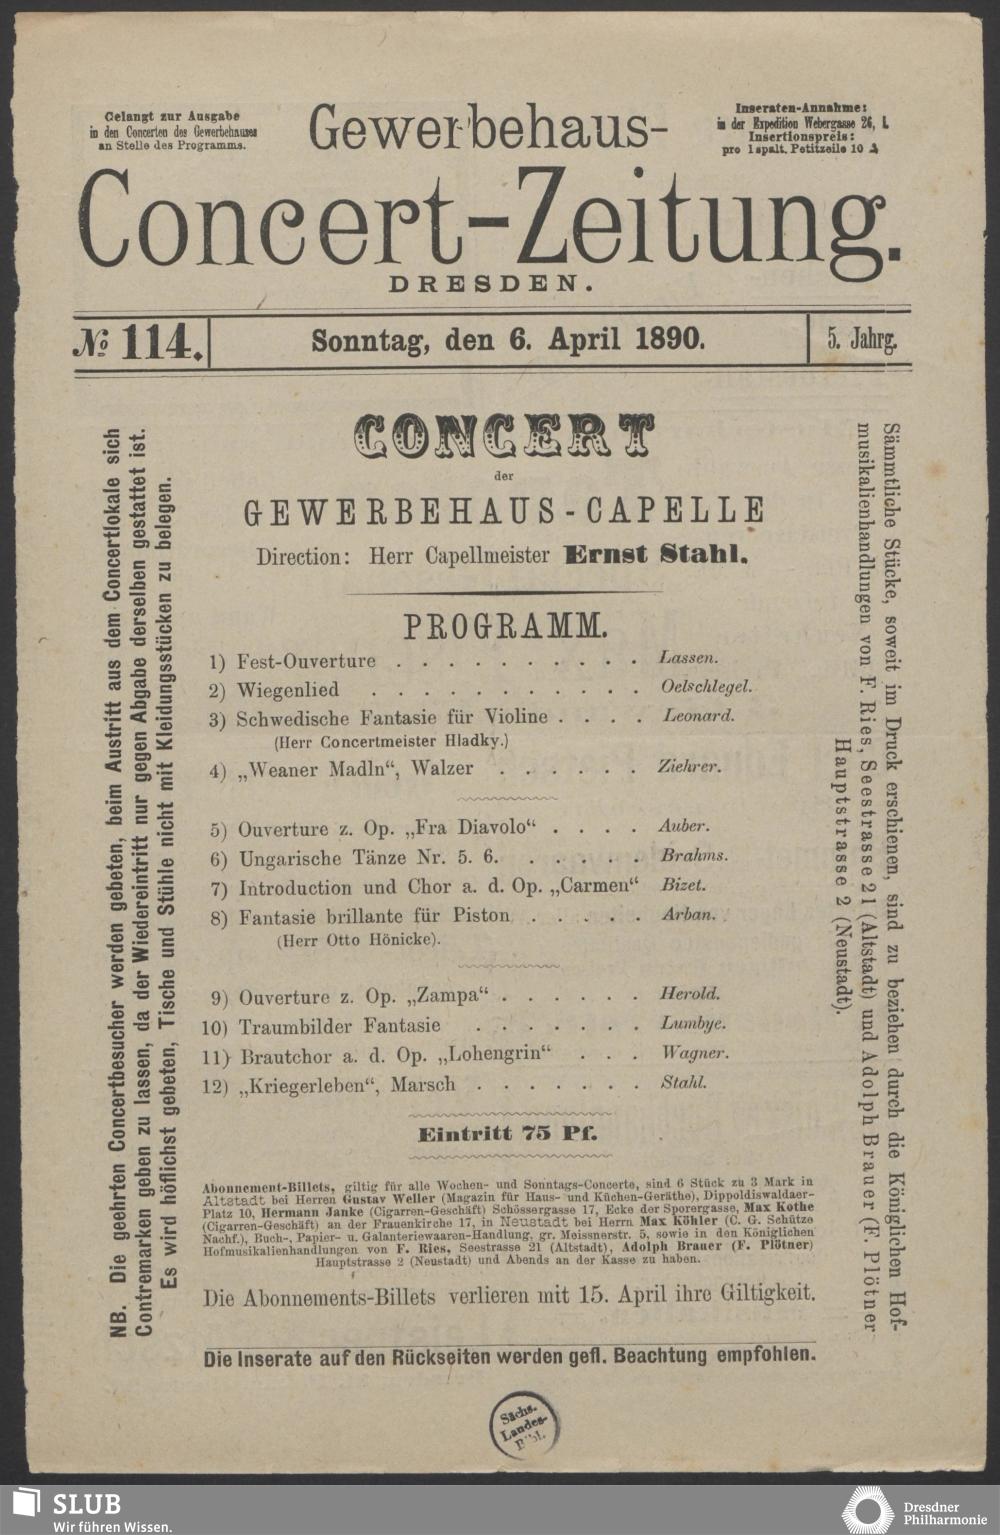 Gelangt zur Ausgabe
in den Concerten des Gewerbehauses
an Stelle des Programms.
Gewerbehaus-
Inseraten-Annahme:
in der Expedition Webergasse 26, I.
Insertionspreis:
pro 1spalt. Petitzeile 10 ₰
Concert-Zeitung.
DRESDEN.
№ 114.
Sonntag, den 6. April 1890.
5. Jahrg.
NB. Die geehrten Concertbesucher werden gebeten, beim Austritt aus dem Concertlokale sich
Contremarken geben zu lassen, da der Wiedereintritt nur gegen Abgabe derselben gestattet ist.
Es wird höflichst gebeten, Tische und Stühle nicht mit Kleidungsstücken zu belegen.
CONCERT
der
GEWERBEHAUS-CAPELLE
Direction: Herr Capellmeister Ernst Stahl.
PROGRAMM.
1) Fest-Ouverture . . . . . . . . . . Lassen.
2) Wiegenlied . . . . . . . . . . . Oelschlegel.
3) Schwedische Fantasie für Violine . . . . Leonard.
(Herr Concertmeister Hladky.)
4) „Weaner Madln“, Walzer . . . . . . Ziehrer.
5) Ouverture z. Op. „Fra Diavolo“ . . . . Auber.
6) Ungarische Tänze Nr. 5. 6. . . . . . . Brahms.
7) Introduction und Chor a. d. Op. „Carmen“ Bizet.
8) Fantasie brillante für Piston . . . . . Arban.
(Herr Otto Hönicke).
9) Ouverture z. Op. „Zampa“ . . . . . . Herold.
10) Traumbilder Fantasie . . . . . . . Lumbye.
11) Brautchor a. d. Op. „Lohengrin“ . . . Wagner.
12) „Kriegerleben“, Marsch . . . . . . . Stahl.
Eintritt 75 Pf.
Abonnement-Billets, giltig für alle Wochen- und Sonntags-Concerte, sind 6 Stück zu 3 Mark in
Altstadt bei Herren Gustav Weller (Magazin für Haus- und Küchen-Geräthe), Dippoldiswaldaer-
Platz 10, Hermann Janke (Cigarren-Geschäft) Schössergasse 17, Ecke der Sporergasse, Max Kothe
(Cigarren-Geschäft) an der Frauenkirche 17, in Neustadt bei Herrn Max Köhler (C. G. Schütze
Nachf.), Buch-, Papier- u. Galanteriewaaren-Handlung, gr. Meissnerstr. 5, sowie in den Königlichen
Hofmusikalienhandlungen von F. Ries, Seestrasse 21 (Altstadt), Adolph Brauer (F. Plötner)
Hauptstrasse 2 (Neustadt) und Abends an der Kasse zu haben.
Die Abonnements-Billets verlieren mit 15. April ihre Giltigkeit.
Die Inserate auf den Rückseiten werden gefl. Beachtung empfohlen.
Sämmtliche Stücke, soweit im Druck erschienen, sind zu beziehen durch die Königlichen Hof-
musikalienhandlungen von F. Ries, Seestrasse 21 (Altstadt) und Adolph Brauer (F. Plötner
Hauptstrasse 2 (Neustadt).
Sächs.
Landes-
Bibl.
SLUB
Wir führen Wissen.
Dresdner
Philharmonie